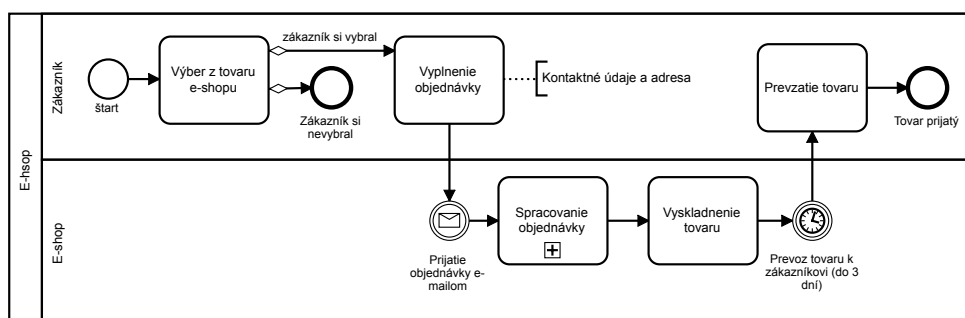 E-hsop
Zákazník
štart
Výber z tovaru
e-shopu
zákazník si vybral
Zákazník si
nevybral
Vyplnenie
objednávky
Kontaktné údaje a adresa
Prevzatie tovaru
Tovar prijatý
E-shop
Prijatie
objednávky e-
mailom
Spracovanie
objednávky
Vyskladnenie
tovaru
Prevoz tovaru k
zákazníkovi (do 3
dní)